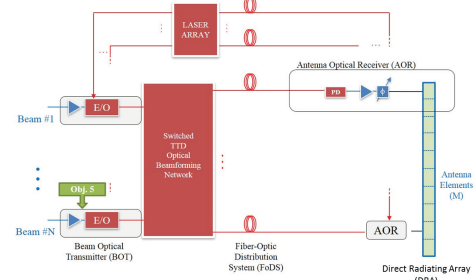 LASER
ARRAY
Antenna Optical Receiver (AOR)
PD
ϕ
E/O
Beam #1
Switched
TTD
Optical
Beamforming
Network
Obj. 5
Antenna
Elements
(M)
E/O
Beam #N
AOR
Beam Optical
Transmitter (BOT)
Fiber-Optic
Distribution
System (FoDS)
Direct Radiating Array
(DRA)